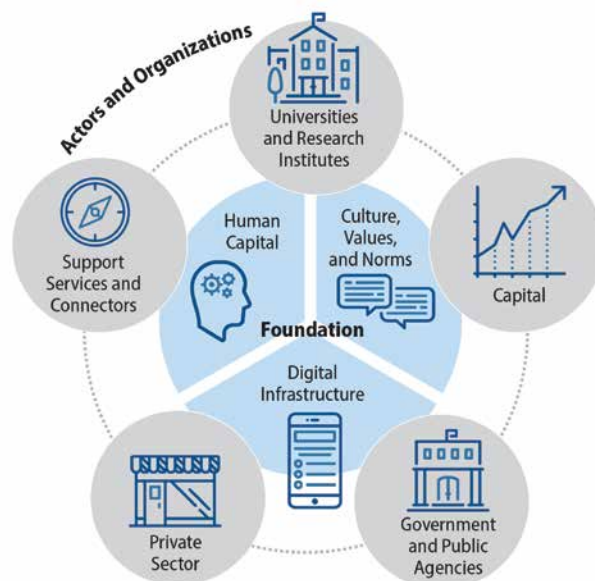 Actors and Organizations
Universities
and Research
Institutes
Human
Capital
Culture,
Values,
and Norms
Support
Services and
Connectors
Capital
Foundation
Digital
Infrastructure
Private
Sector
Government
and Public
Agencies